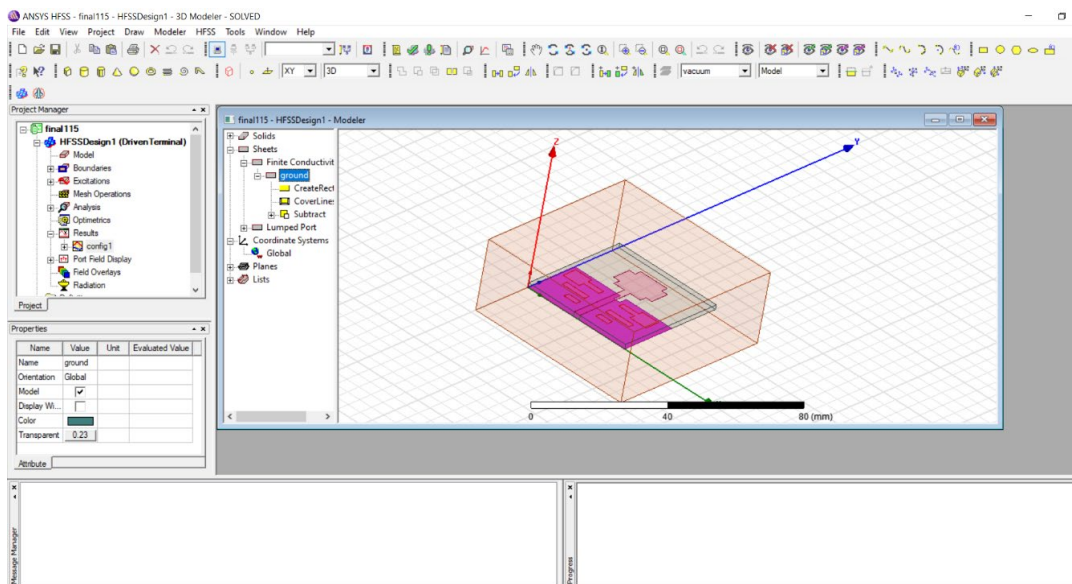 ANSYS HFSS - final115 - HFSSDesign1 - 3D Modeler - SOLVED
File Edit View Project Draw Modeler HFSS Tools Window Help
XY 3D vacuum Model
Project Manager
final115
HFSSDesign1 (DrivenTerminal)
Model
Boundaries
Excitations
Mesh Operations
Analysis
Optimetrics
Results
config1
Port Field Display
Field Overlays
Radiation
Project
Properties
Name Value Unit Evaluated Value
Name ground
Orientation Global
Model
Display Wi...
Color
Transparent 0.23
Attribute
final115 - HFSSDesign1 - Modeler
Solids
Sheets
Finite Conductivit
ground
CreateRect
CoverLine
Subtract
Lumped Port
Coordinate Systems
Global
Planes
Lists
Z
Y
0 40 80 (mm)
Message Manager
Progress